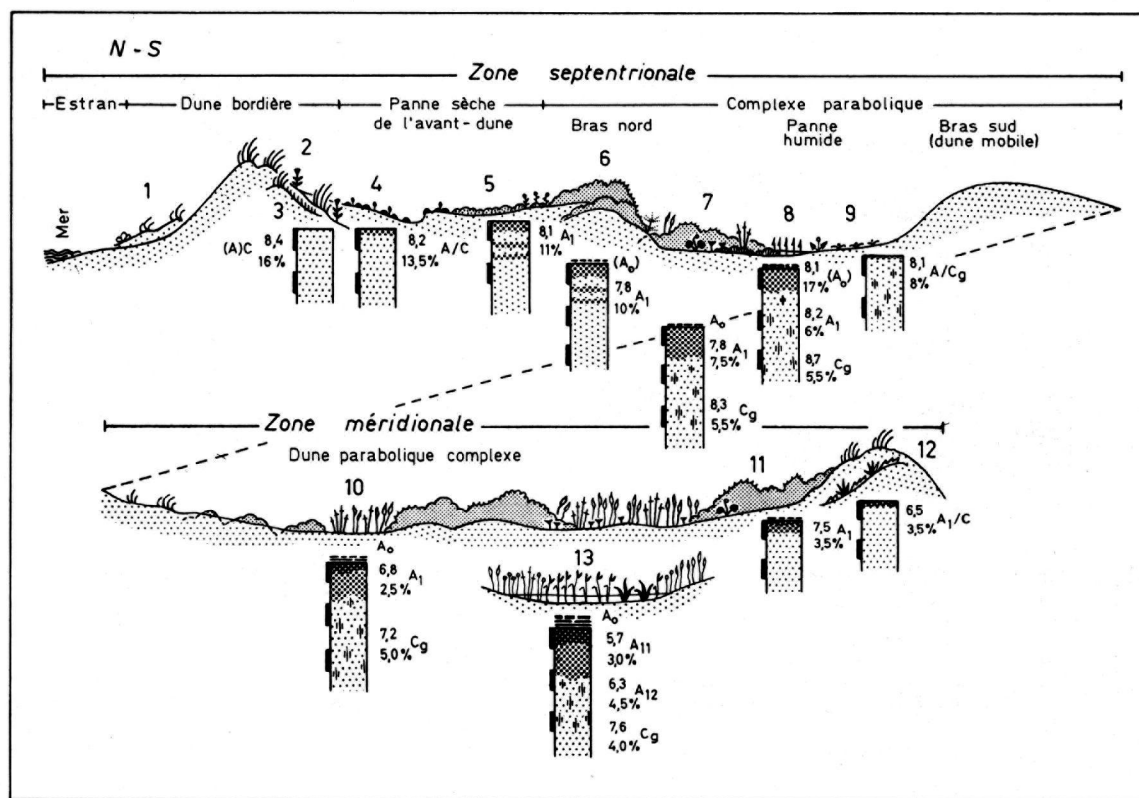 N - S
Zone septentrionale
Estran
Dune bordière
Panne sèche
de l'avant-dune
Complexe parabolique
Bras nord
Panne
humide
Bras sud
(dune mobile)
Mer
1
2
3
4
5
6
7
8
9
(A)C
8,4
16%
8,2 A/C
13,5%
8,1 A1
11%
(A0)
7,8 A1
10%
A0
7,8 A1
7,5%
8,3 Cg
5,5%
8,1
17% (A0)
8,2 A1
6%
8,7 Cg
5,5%
8,1 A/Cg
8%
Zone méridionale
Dune parabolique complexe
10
11
12
13
A0
6,8 A1
2,5%
7,2 Cg
5,0%
A0
5,7 A11
3,0%
6,3 A12
4,5%
7,6 Cg
4,0%
7,5 A1
3,5%
6,5 A1/C
3,5%